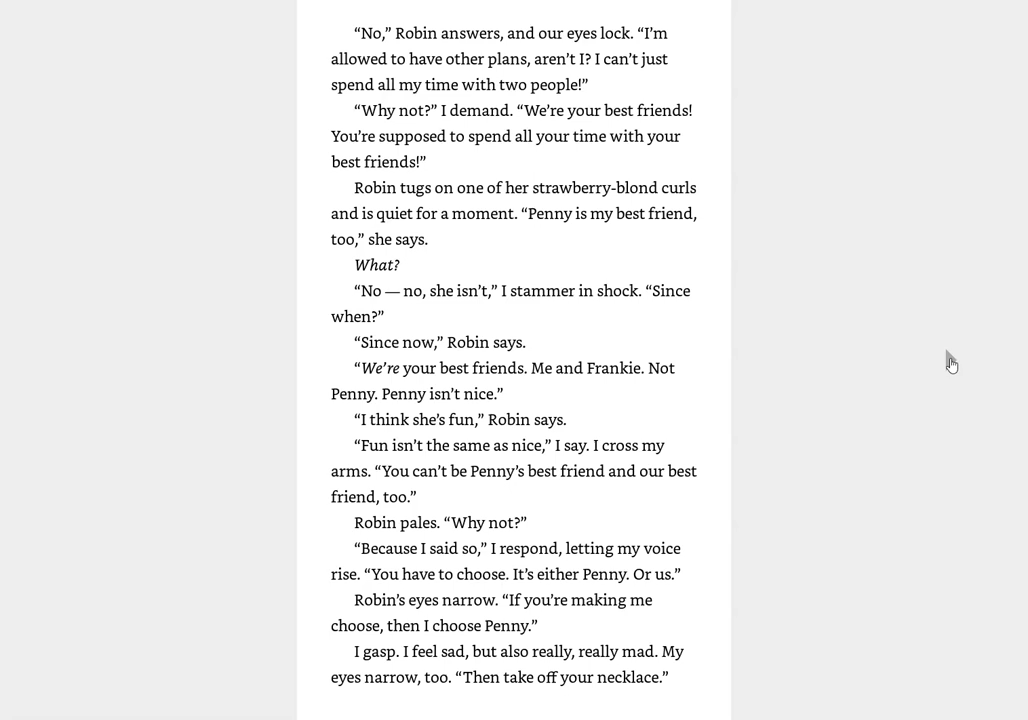 “No,” Robin answers, and our eyes lock. “I’m
allowed to have other plans, aren’t I? I can’t just
spend all my time with two people!”
“Why not?” I demand. “We’re your best friends!
You’re supposed to spend all your time with your
best friends!”
Robin tugs on one of her strawberry-blond curls
and is quiet for a moment. “Penny is my best friend,
too,” she says.
What?
“No — no, she isn’t,” I stammer in shock. “Since
when?”
“Since now,” Robin says.
“We’re your best friends. Me and Frankie. Not
Penny. Penny isn’t nice.”
“I think she’s fun,” Robin says.
“Fun isn’t the same as nice,” I say. I cross my
arms. “You can’t be Penny’s best friend and our best
friend, too.”
Robin pales. “Why not?”
“Because I said so,” I respond, letting my voice
rise. “You have to choose. It’s either Penny. Or us.”
Robin’s eyes narrow. “If you’re making me
choose, then I choose Penny.”
I gasp. I feel sad, but also really, really mad. My
eyes narrow, too. “Then take off your necklace.”